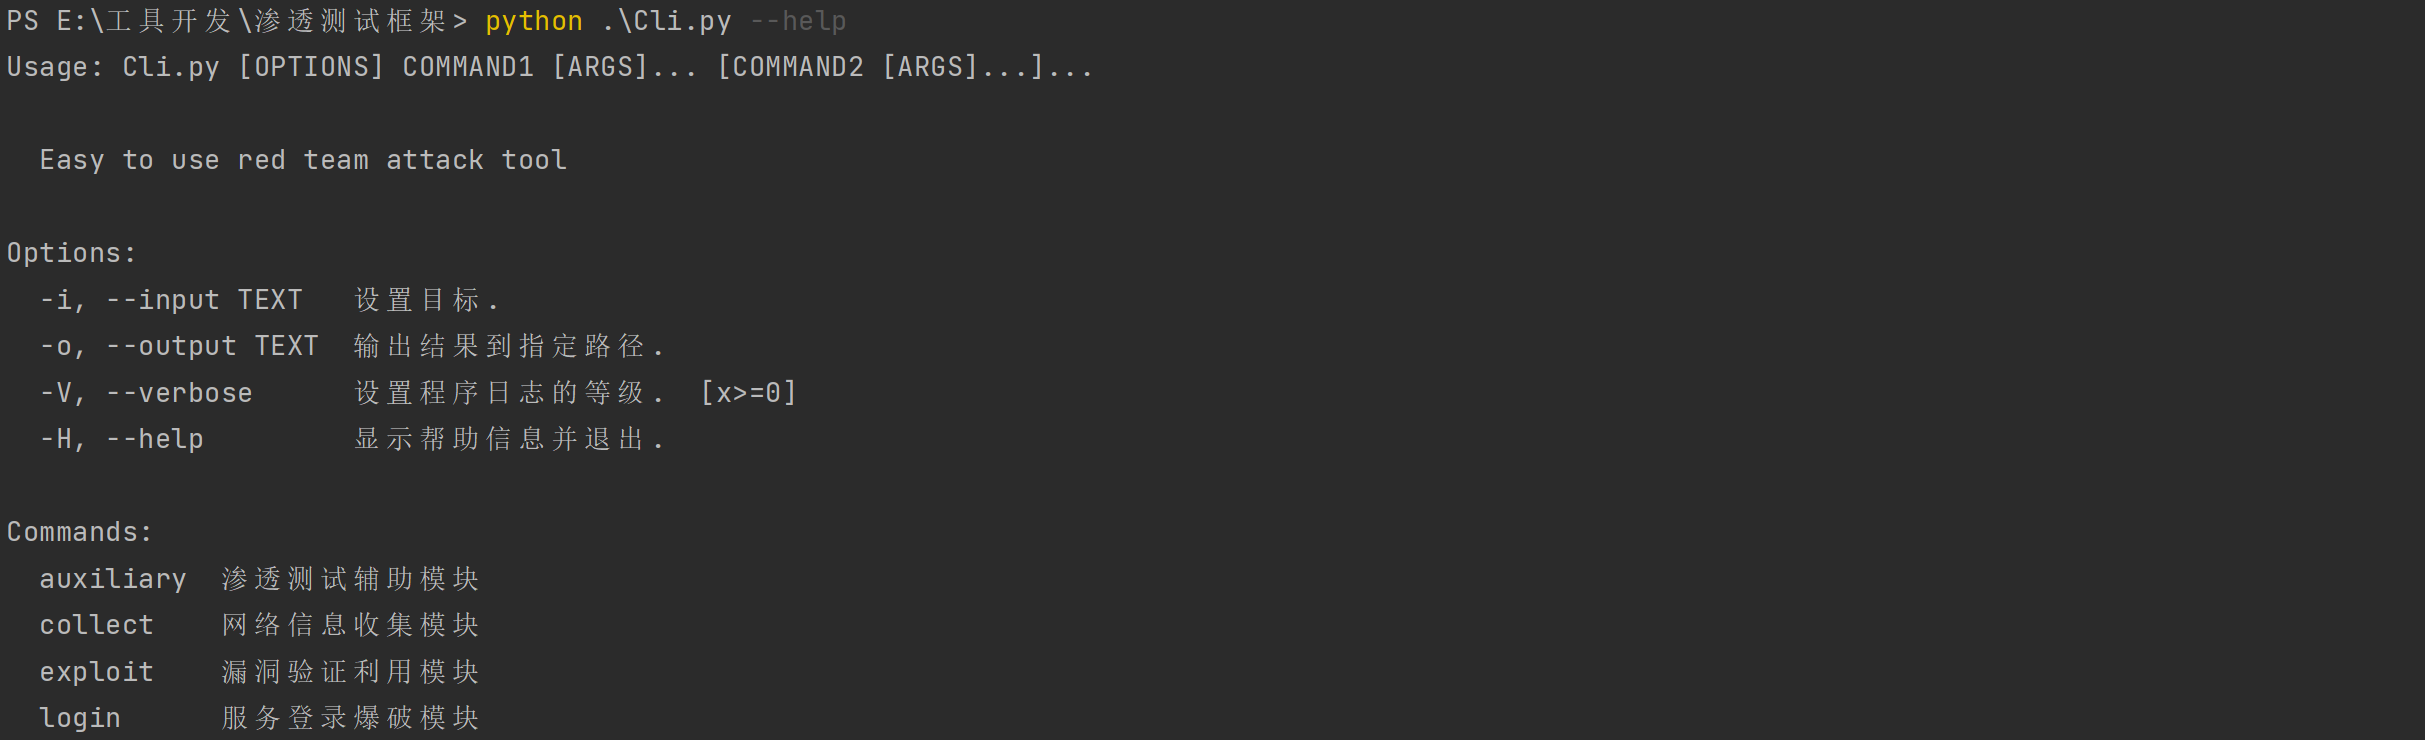 PS E:\工具开发\渗透测试框架> python .\Cli.py --help
Usage: Cli.py [OPTIONS] COMMAND1 [ARGS]... [COMMAND2 [ARGS]...]...
Easy to use red team attack tool
Options:
-i, --input TEXT 设置目标.
-o, --output TEXT 输出结果到指定路径.
-V, --verbose 设置程序日志的等级. [x>=0]
-H, --help 显示帮助信息并退出.
Commands:
auxiliary 渗透测试辅助模块
collect 网络信息收集模块
exploit 漏洞验证利用模块
login 服务登录爆破模块